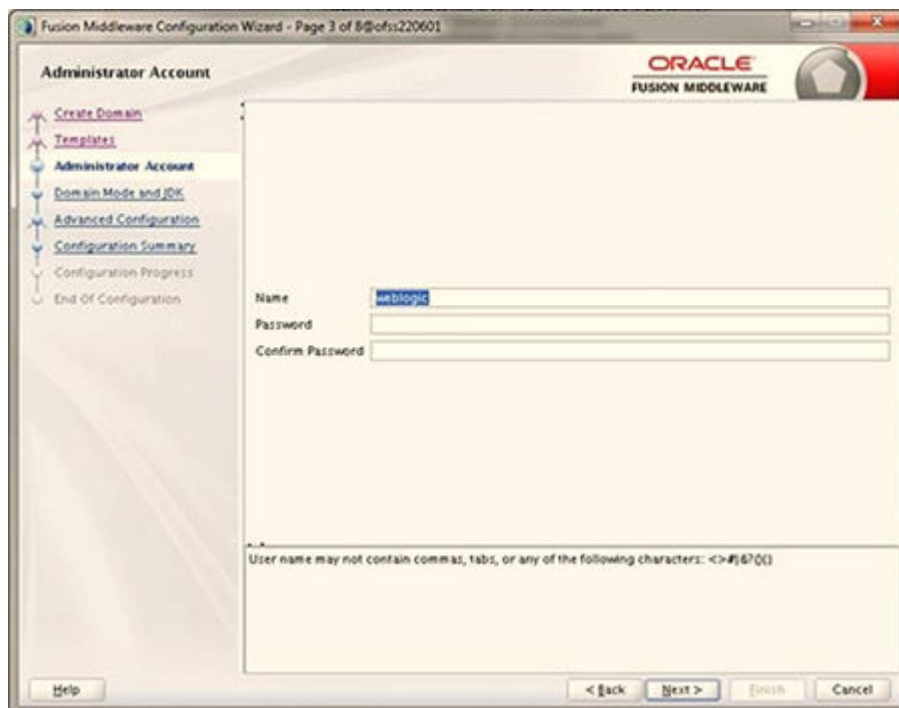 Fusion Middleware Configuration Wizard - Page 3 of 8@ofss220601
Administrator Account
ORACLE
FUSION MIDDLEWARE
Create Domain
Templates
Administrator Account
Domain Mode and JDK
Advanced Configuration
Configuration Summary
Configuration Progress
End Of Configuration
Name weblogic
Password
Confirm Password
User name may not contain commas, tabs, or any of the following characters:
Help
< Back
Next >
Finish
Cancel